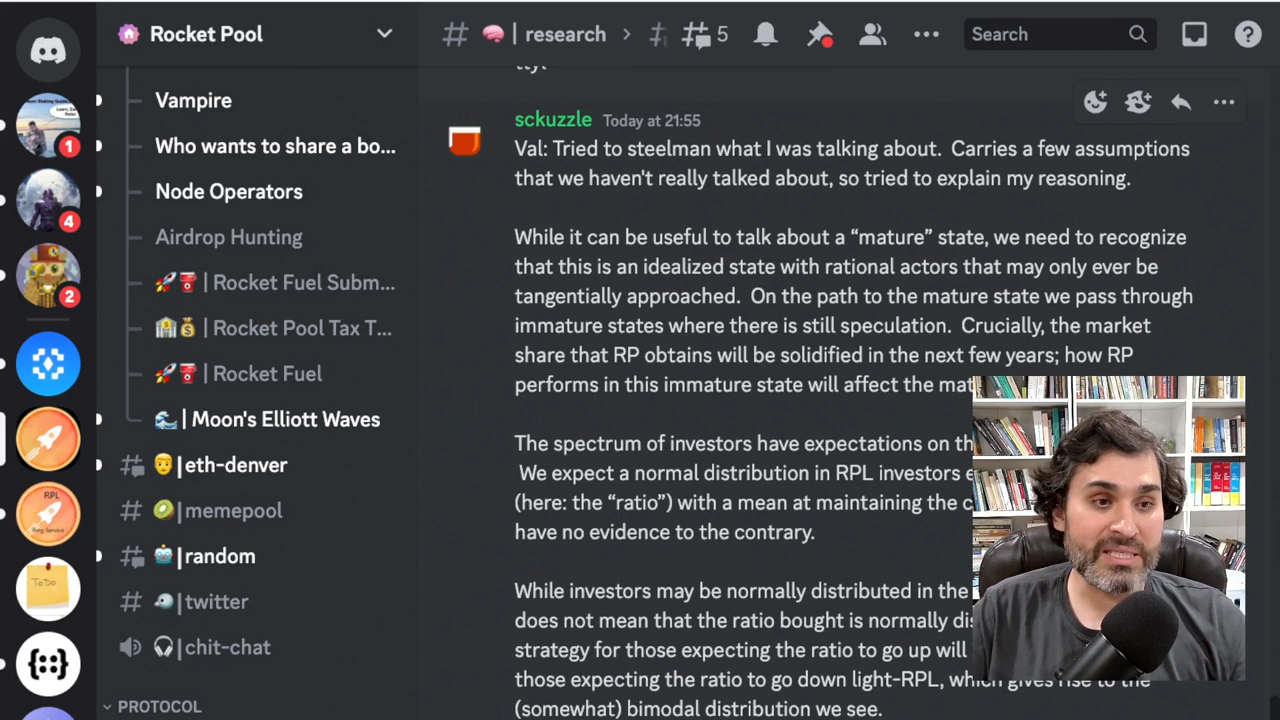 Rocket Pool
# 🧠 | research > 5
Search
Vampire
Who wants to share a bo...
Node Operators
Airdrop Hunting
🚀 | Rocket Fuel Subm...
| Rocket Pool Tax T...
🚀 | Rocket Fuel
🌊 | Moon's Elliott Waves
|eth-denver
# 🥝|memepool
🤖|random
# |twitter
🎧|chit-chat
PROTOCOL
1
4
2
RPL
ToDo
{::}
sckuzzle Today at 21:55
Val: Tried to steelman what I was talking about. Carries a few assumptions
that we haven't really talked about, so tried to explain my reasoning.
While it can be useful to talk about a “mature” state, we need to recognize
that this is an idealized state with rational actors that may only ever be
tangentially approached. On the path to the mature state we pass through
immature states where there is still speculation. Crucially, the market
share that RP obtains will be solidified in the next few years; how RP
performs in this immature state will affect the
The spectrum of investors have expectations on
We expect a normal distribution in RPL investors
(here: the “ratio”) with a mean at maintaining the
have no evidence to the contrary.
While investors may be normally distributed in the
does not mean that the ratio bought is normally
strategy for those expecting the ratio to go up will
those expecting the ratio to go down light-RPL, which gives rise to the
(somewhat) bimodal distribution we see.